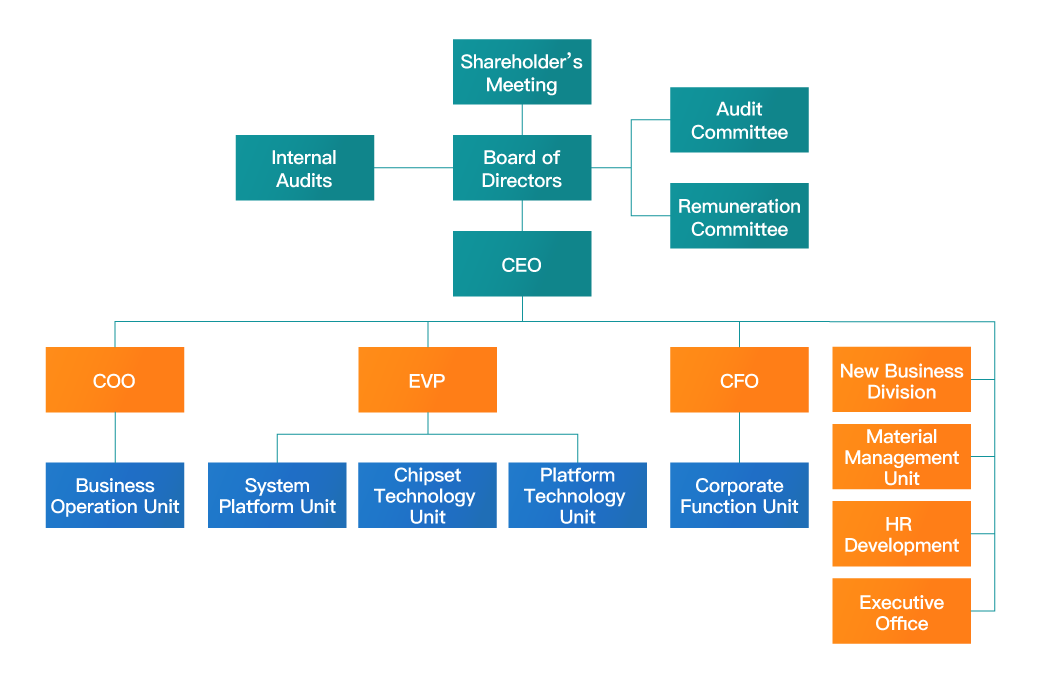 Shareholder’s
Meeting
Audit
Committee
Internal
Audits
Board of
Directors
Remuneration
Committee
CEO
COO
EVP
CFO
New Business
Division
Material
Management
Unit
Business
Operation Unit
System
Platform Unit
Chipset
Technology
Unit
Platform
Technology
Unit
Corporate
Function Unit
HR
Development
Executive
Office